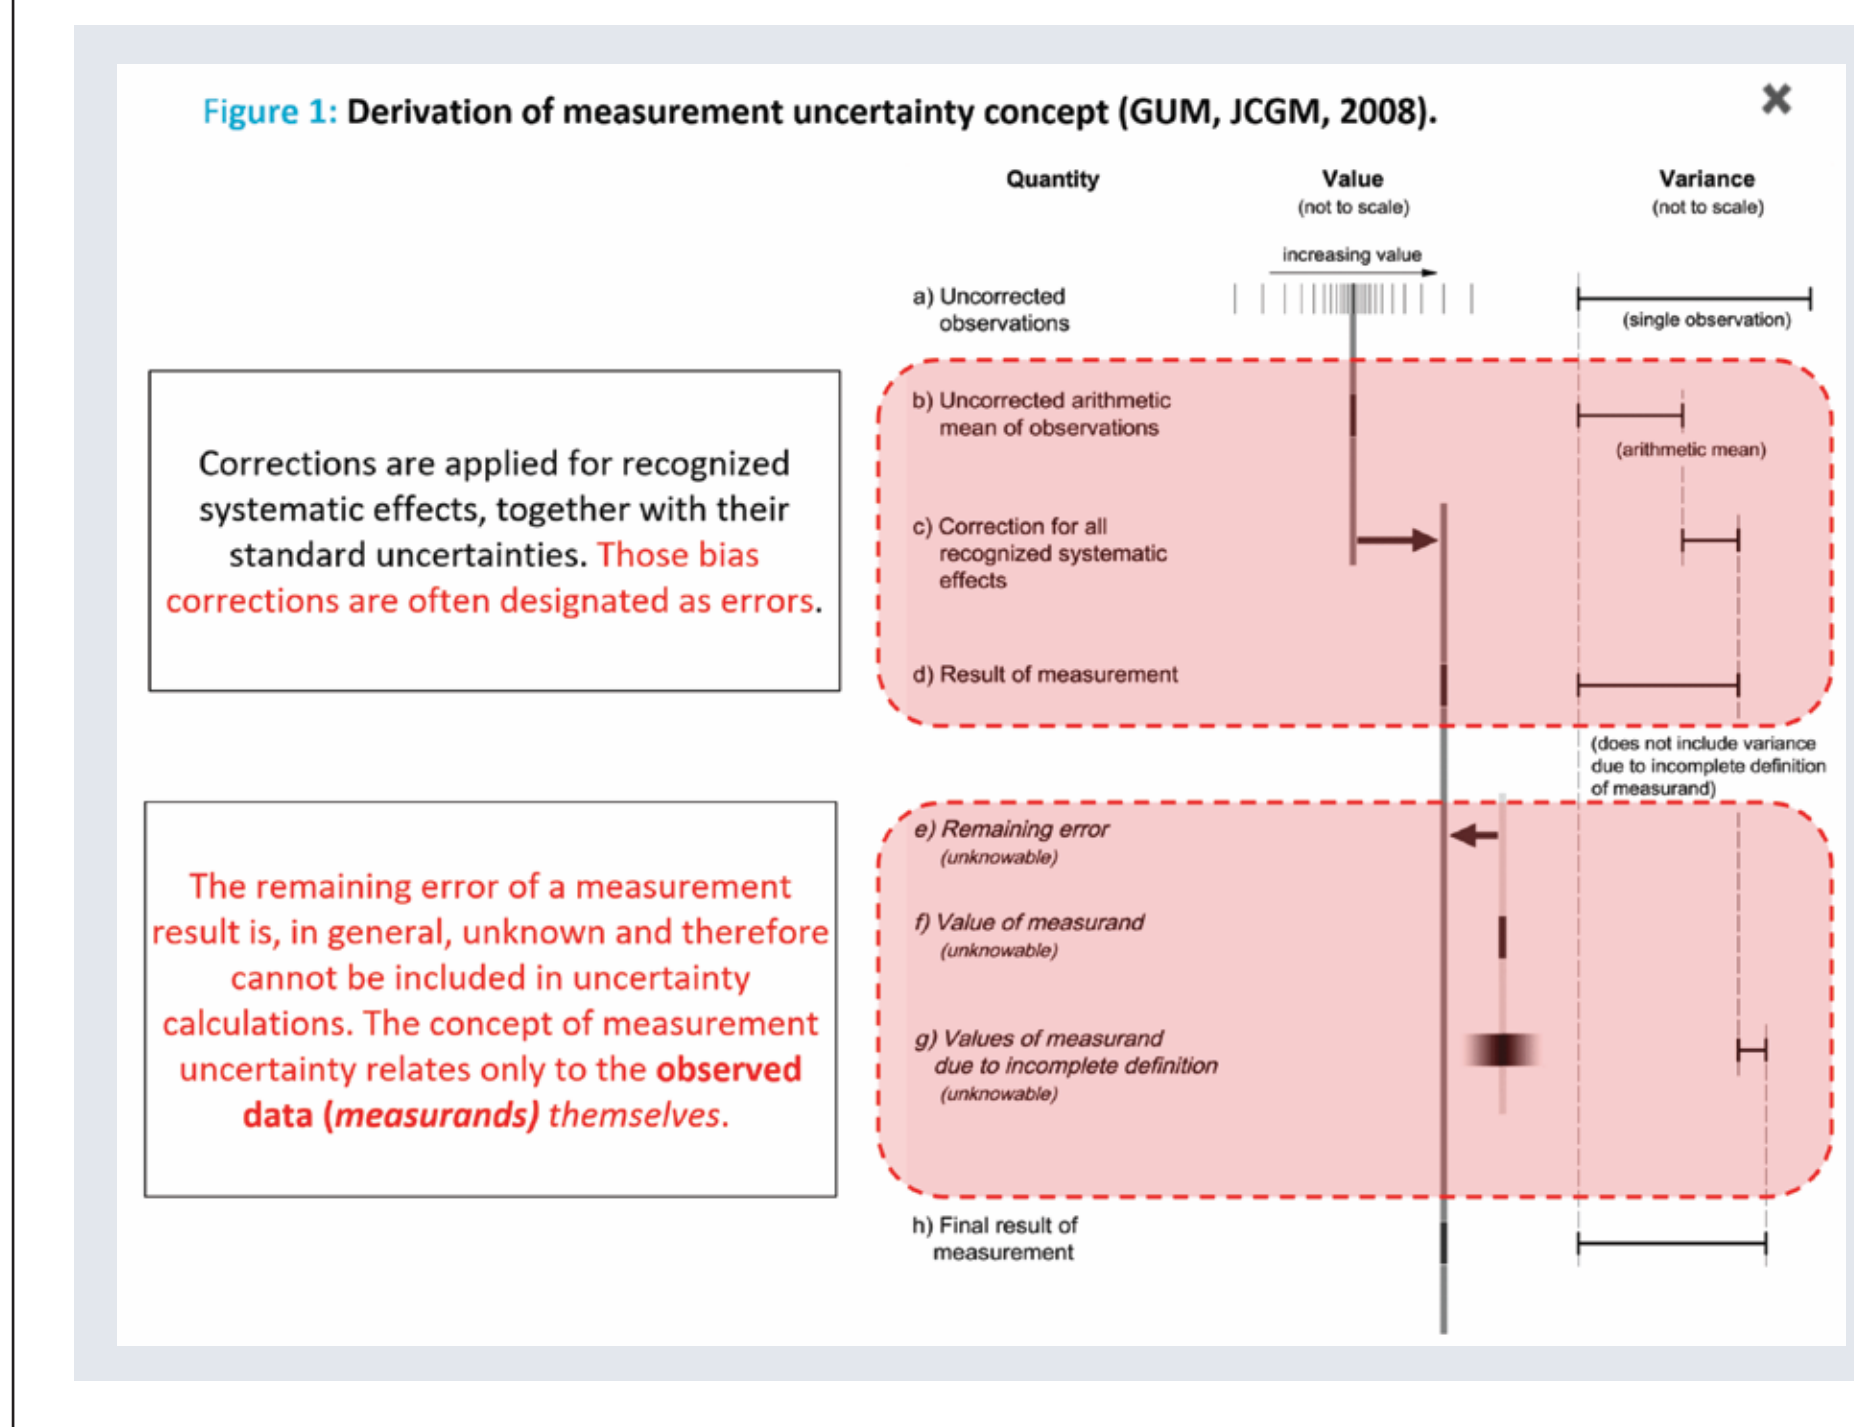 Figure 1: Derivation of measurement uncertainty concept (GUM, JCGM, 2008).
Quantity
Value
(not to scale)
Variance
(not to scale)
increasing value
a) Uncorrected
observations
(single observation)
Corrections are applied for recognized
systematic effects, together with their
standard uncertainties. Those bias
corrections are often designated as errors.
b) Uncorrected arithmetic
mean of observations
(arithmetic mean)
c) Correction for all
recognized systematic
effects
d) Result of measurement
(does not include variance
due to incomplete definition
of measurand)
The remaining error of a measurement
result is, in general, unknown and therefore
cannot be included in uncertainty
calculations. The concept of measurement
uncertainty relates only to the observed
data (measurands) themselves.
e) Remaining error
(unknowable)
f) Value of measurand
(unknowable)
g) Values of measurand
due to incomplete definition
(unknowable)
h) Final result of
measurement